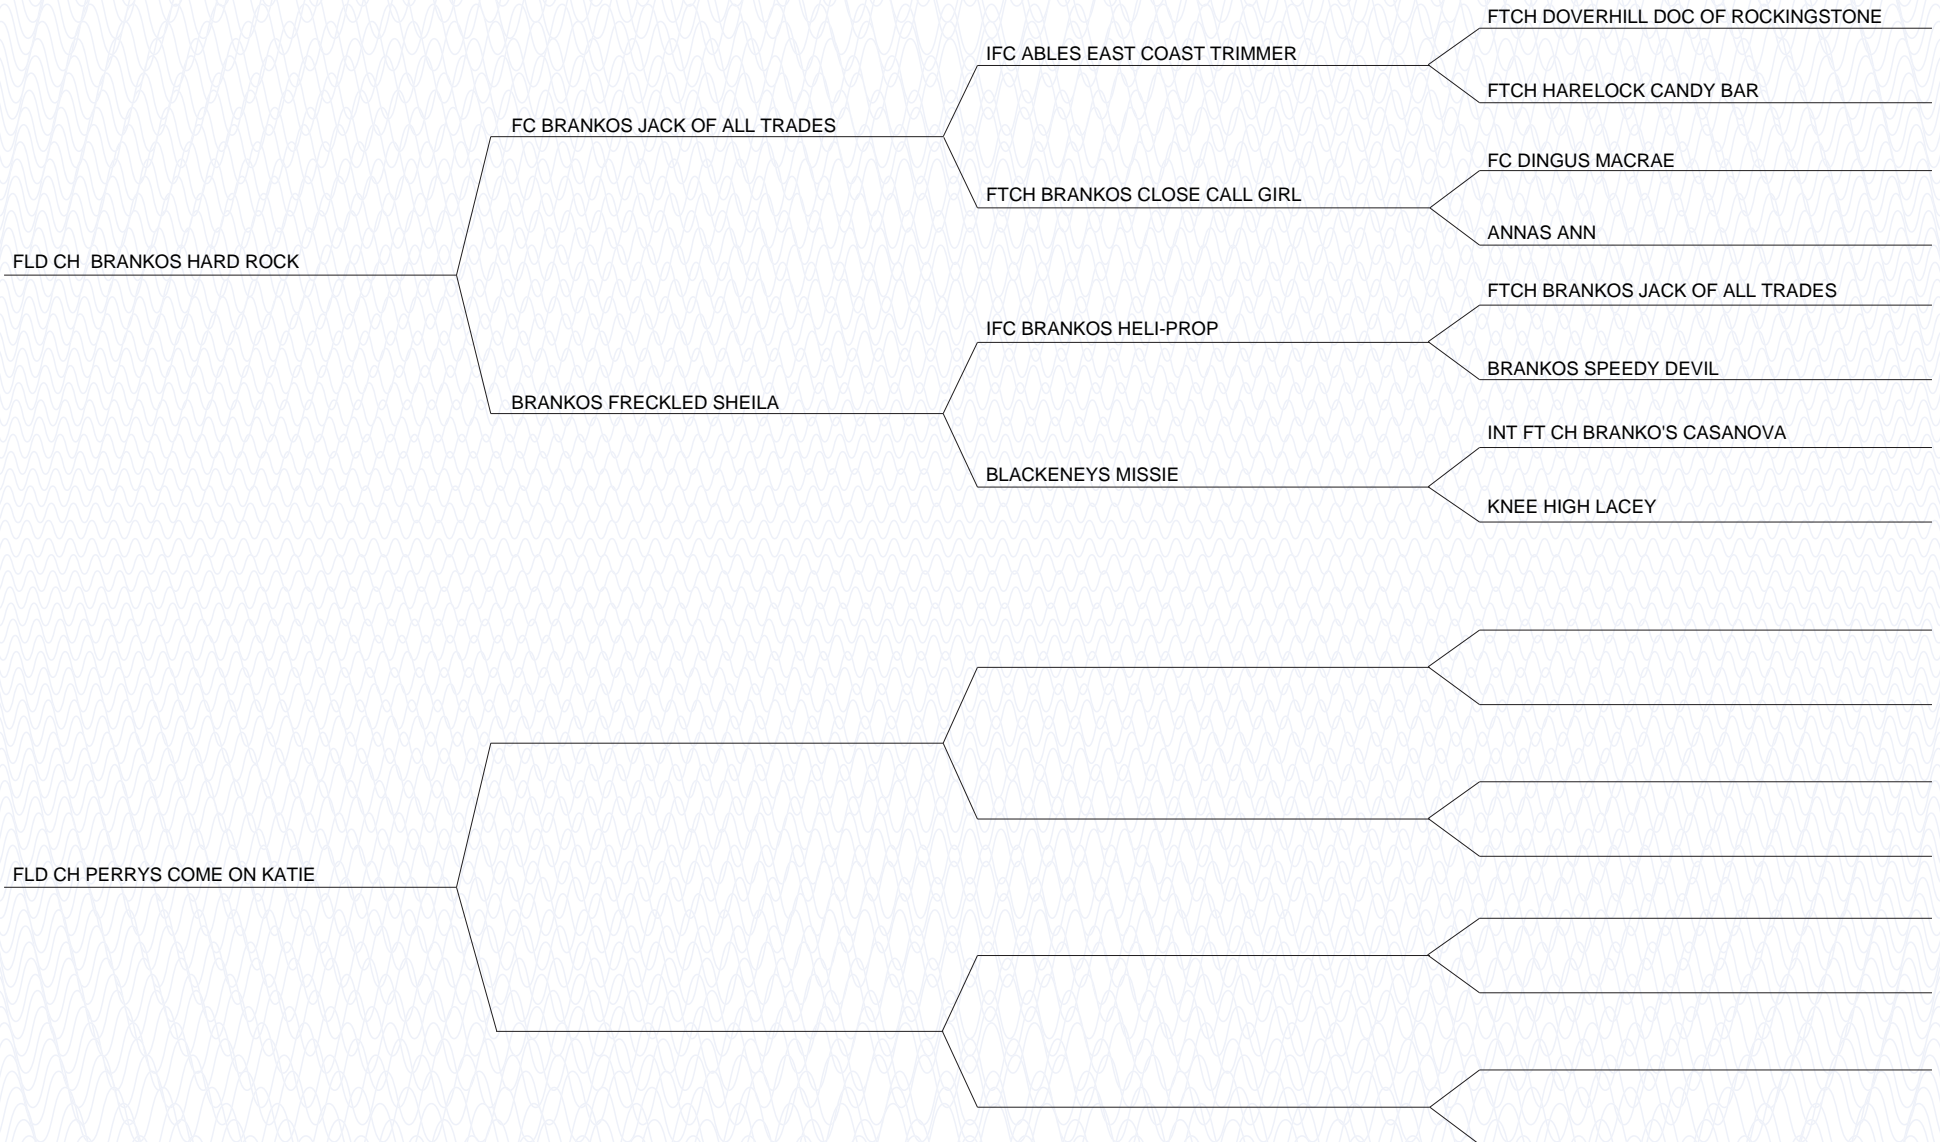 FTCH DOVERHILL DOC OF ROCKINGSTONE
IFC ABLES EAST COAST TRIMMER
FTCH HARELOCK CANDY BAR
FC BRANKOS JACK OF ALL TRADES
FC DINGUS MACRAE
FTCH BRANKOS CLOSE CALL GIRL
ANNAS ANN
FLD CH  BRANKOS HARD ROCK
FTCH BRANKOS JACK OF ALL TRADES
IFC BRANKOS HELI-PROP
BRANKOS SPEEDY DEVIL
BRANKOS FRECKLED SHEILA
INT FT CH BRANKO'S CASANOVA
BLACKENEYS MISSIE
KNEE HIGH LACEY
FLD CH PERRYS COME ON KATIE